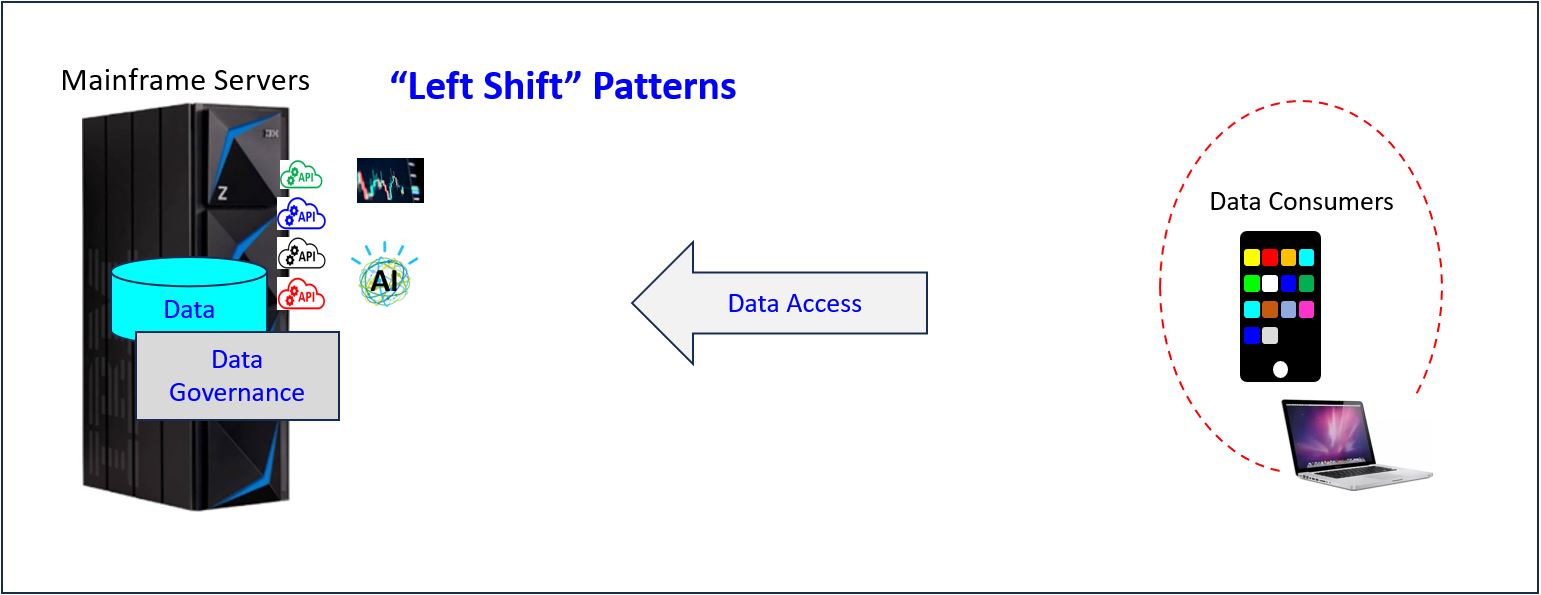 “Left Shift” Patterns
Mainframe Servers
IBM
Z
API
API
API
API
AI
Data
Data
Governance
Data Access
Data Consumers